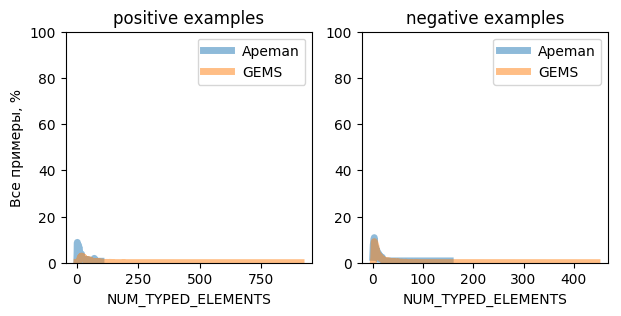 positive examples
negative examples
100
80
60
40
20
0
Все примеры, %
Apeman
GEMS
0
250
500
750
NUM_TYPED_ELEMENTS
100
80
60
40
20
0
Apeman
GEMS
0
100
200
300
400
NUM_TYPED_ELEMENTS